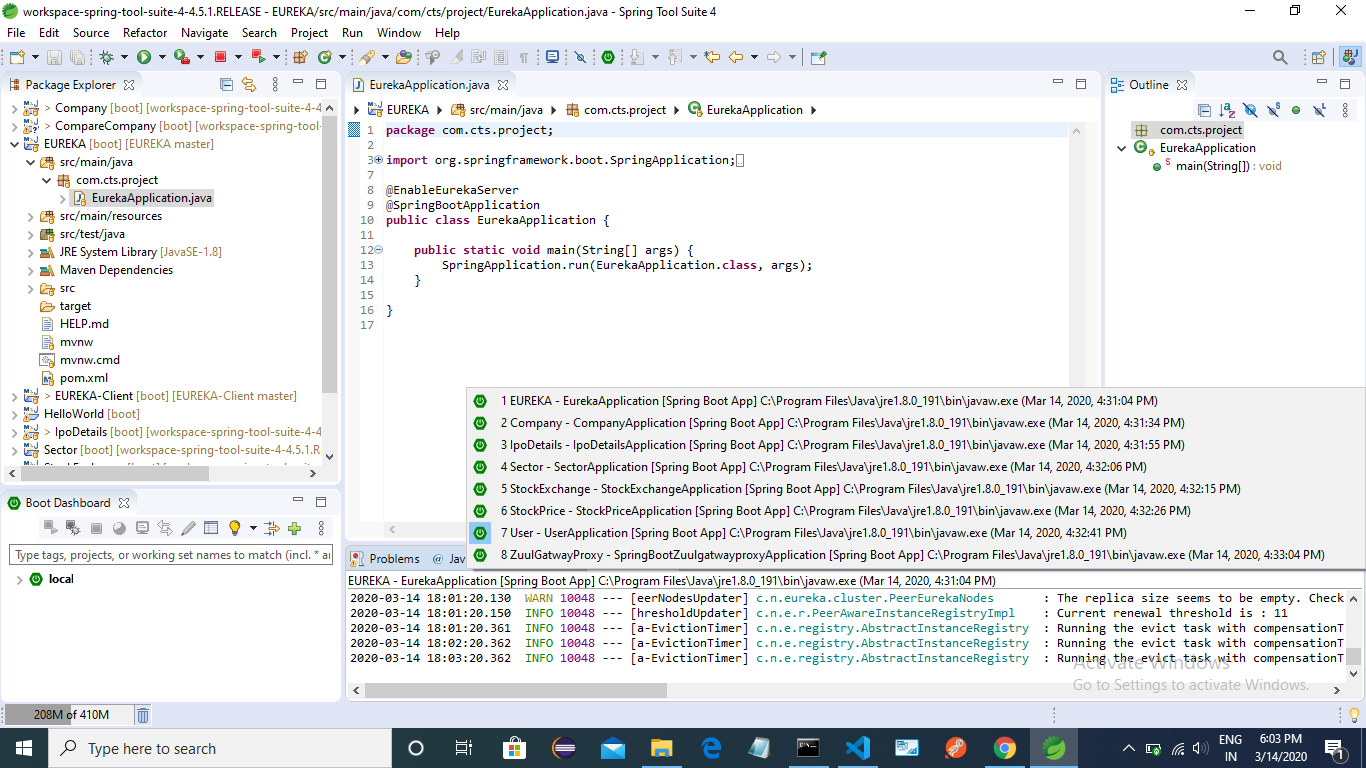 workspace-spring-tool-suite-4-4.5.1.RELEASE - EUREKA/src/main/java/com/cts/project/EurekaApplication.java - Spring Tool Suite 4
File Edit Source Refactor Navigate Search Project Run Window Help
Package Explorer
> Company [boot] [workspace-spring-tool-suite-4-4
> CompareCompany [boot] [workspace-spring-tool-
EUREKA [boot] [EUREKA master]
src/main/java
com.cts.project
EurekaApplication.java
src/main/resources
src/test/java
JRE System Library [JavaSE-1.8]
Maven Dependencies
src
target
HELP.md
mvnw
mvnw.cmd
pom.xml
> EUREKA-Client [boot] [EUREKA-Client master]
HelloWorld [boot]
> IpoDetails [boot] [workspace-spring-tool-suite-4-4
Sector [boot] [workspace-spring-tool-suite-4-4.5.1.R
Boot Dashboard
Type tags, projects, or working set names to match (incl. * ar
local
EurekaApplication.java
EUREKA src/main/java com.cts.project EurekaApplication
1 package com.cts.project;
2
3 import org.springframework.boot.SpringApplication;
7
8 @EnableEurekaServer
9 @SpringBootApplication
10 public class EurekaApplication {
11
12 public static void main(String[] args) {
13 SpringApplication.run(EurekaApplication.class, args);
14 }
15
16 }
17
Outline
com.cts.project
EurekaApplication
main(String[]) : void
1 EUREKA - EurekaApplication [Spring Boot App] C:\Program Files\Java\jre1.8.0_191\bin\javaw.exe (Mar 14, 2020, 4:31:04 PM)
2 Company - CompanyApplication [Spring Boot App] C:\Program Files\Java\jre1.8.0_191\bin\javaw.exe (Mar 14, 2020, 4:31:34 PM)
3 IpoDetails - IpoDetailsApplication [Spring Boot App] C:\Program Files\Java\jre1.8.0_191\bin\javaw.exe (Mar 14, 2020, 4:31:55 PM)
4 Sector - SectorApplication [Spring Boot App] C:\Program Files\Java\jre1.8.0_191\bin\javaw.exe (Mar 14, 2020, 4:32:06 PM)
5 StockExchange - StockExchangeApplication [Spring Boot App] C:\Program Files\Java\jre1.8.0_191\bin\javaw.exe (Mar 14, 2020, 4:32:15 PM)
6 StockPrice - StockPriceApplication [Spring Boot App] C:\Program Files\Java\jre1.8.0_191\bin\javaw.exe (Mar 14, 2020, 4:32:26 PM)
7 User - UserApplication [Spring Boot App] C:\Program Files\Java\jre1.8.0_191\bin\javaw.exe (Mar 14, 2020, 4:32:41 PM)
8 ZuulGatwayProxy - SpringBootZuulgatwayproxyApplication [Spring Boot App] C:\Program Files\Java\jre1.8.0_191\bin\javaw.exe (Mar 14, 2020, 4:33:04 PM)
Problems @ Jav
EUREKA - EurekaApplication [Spring Boot App] C:\Program Files\Java\jre1.8.0_191\bin\javaw.exe (Mar 14, 2020, 4:31:04 PM)
2020-03-14 18:01:20.130 WARN 10048 --- [eerNodesUpdater] c.n.eureka.cluster.PeerEurekaNodes : The replica size seems to be empty. Check
2020-03-14 18:01:20.150 INFO 10048 --- [hresholdUpdater] c.n.e.r.PeerAwareInstanceRegistryImpl : Current renewal threshold is : 11
2020-03-14 18:01:20.361 INFO 10048 --- [a-EvictionTimer] c.n.e.registry.AbstractInstanceRegistry : Running the evict task with compensationT
2020-03-14 18:02:20.362 INFO 10048 --- [a-EvictionTimer] c.n.e.registry.AbstractInstanceRegistry : Running the evict task with compensationT
2020-03-14 18:03:20.362 INFO 10048 --- [a-EvictionTimer] c.n.e.registry.AbstractInstanceRegistry : Running the evict task with compensationT
Activate Windows
Go to Settings to activate Windows.
208M of 410M
Type here to search
ENG
IN
6:03 PM
3/14/2020
1